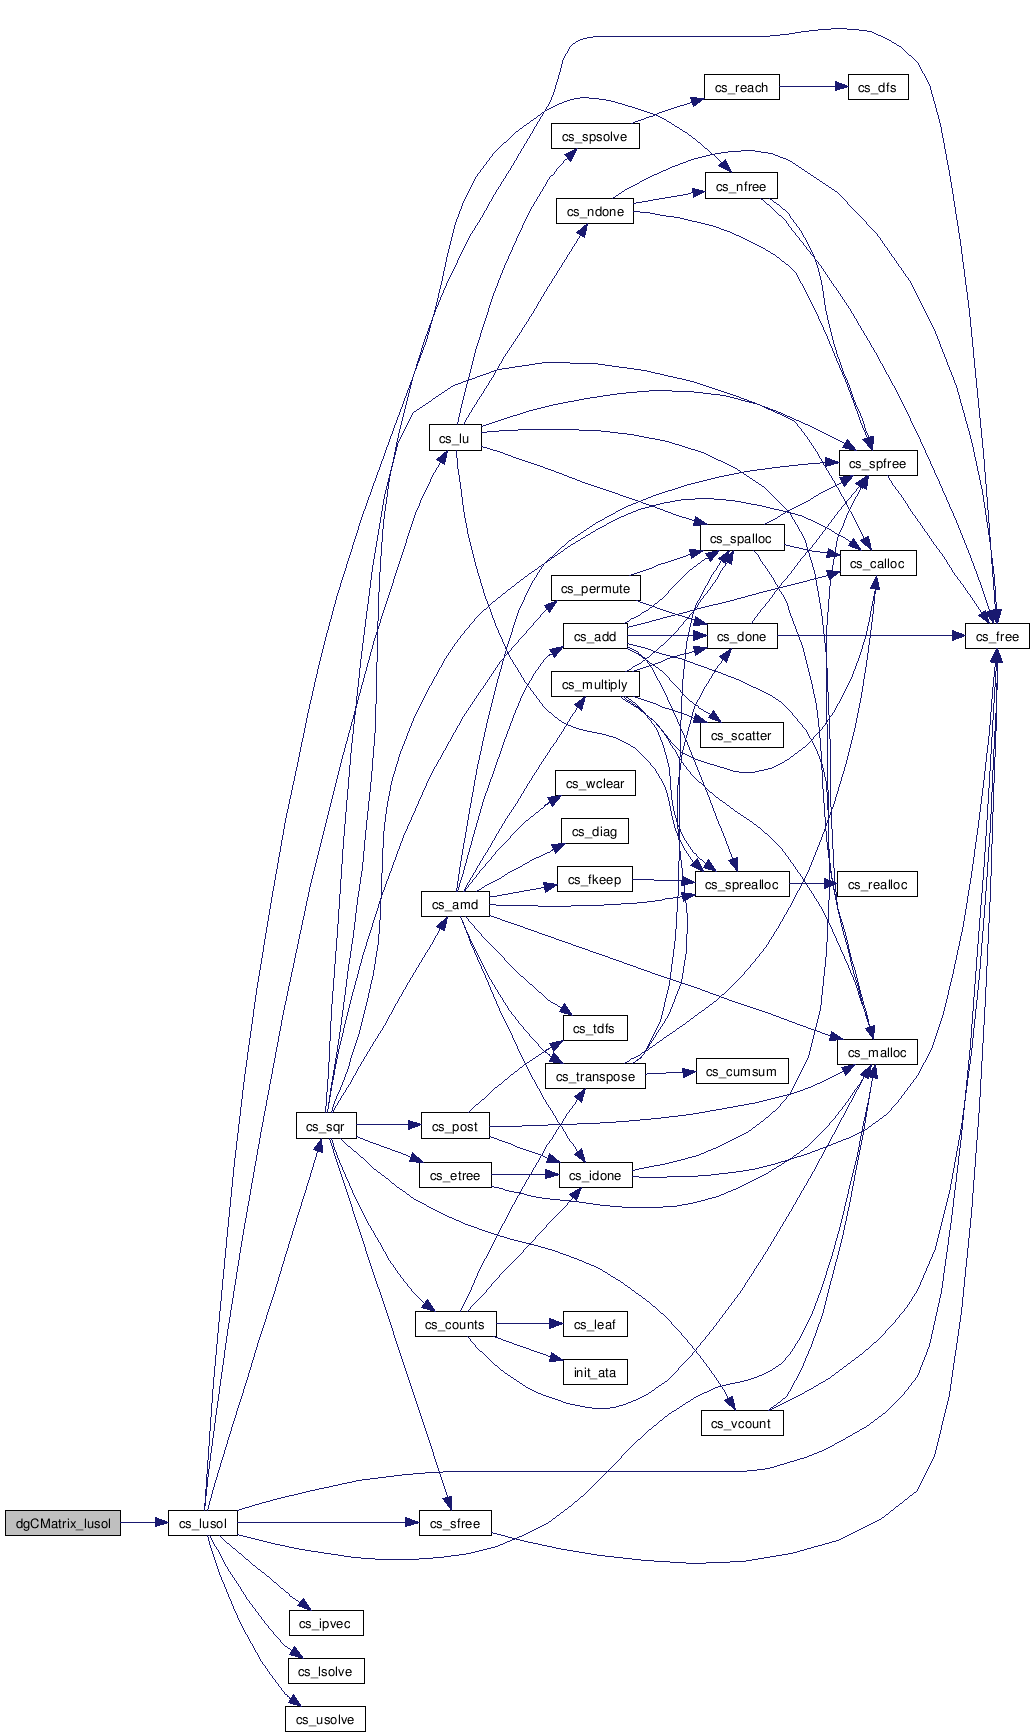 cs_reach
cs_dfs
cs_spsolve
cs_nfree
cs_ndone
cs_lu
cs_spfree
cs_spalloc
cs_calloc
cs_permute
cs_add
cs_done
cs_free
cs_multiply
cs_scatter
cs_wclear
cs_diag
cs_fkeep
cs_sprealloc
cs_realloc
cs_amd
cs_tdfs
cs_malloc
cs_transpose
cs_cumsum
cs_sqr
cs_post
cs_etree
cs_idone
cs_counts
cs_leaf
init_ata
cs_vcount
dgCMatrix_lusol
cs_lusol
cs_sfree
cs_ipvec
cs_lsolve
cs_usolve